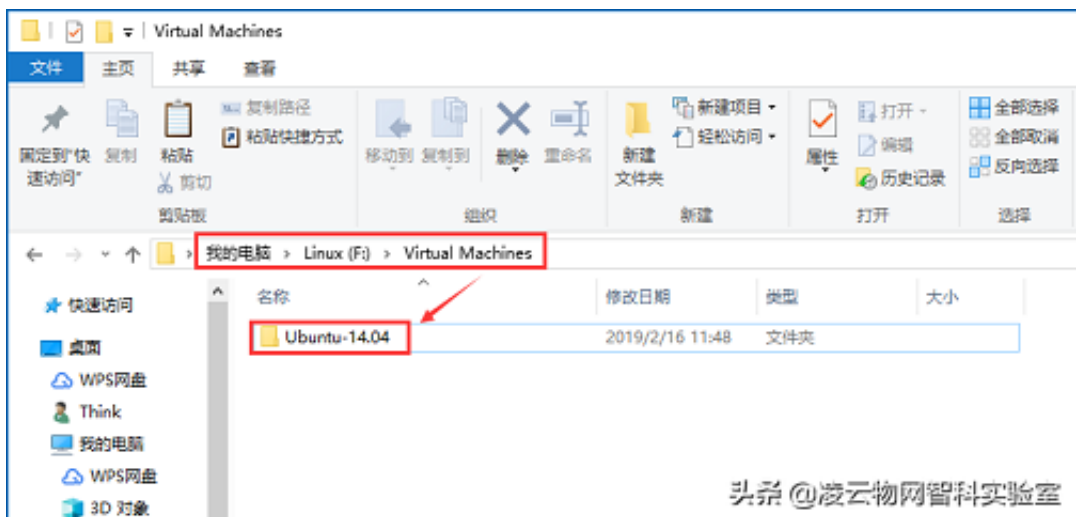 Virtual Machines
文件 主页 共享 查看
固定到"快速访问"
复制
粘贴
复制路径
粘贴快捷方式
剪切
剪贴板
移动到
复制到
删除
重命名
组织
新建
文件夹
新建项目
轻松访问
新建
属性
打开
编辑
历史记录
打开
全部选择
全部取消
反向选择
选择
我的电脑 > Linux (F:) > Virtual Machines
名称 修改日期 类型 大小
Ubuntu-14.04 2019/2/16 11:48 文件夹
快速访问
桌面
WPS网盘
Think
我的电脑
WPS网盘
3D 对象
头条 @凌云物网智科实验室